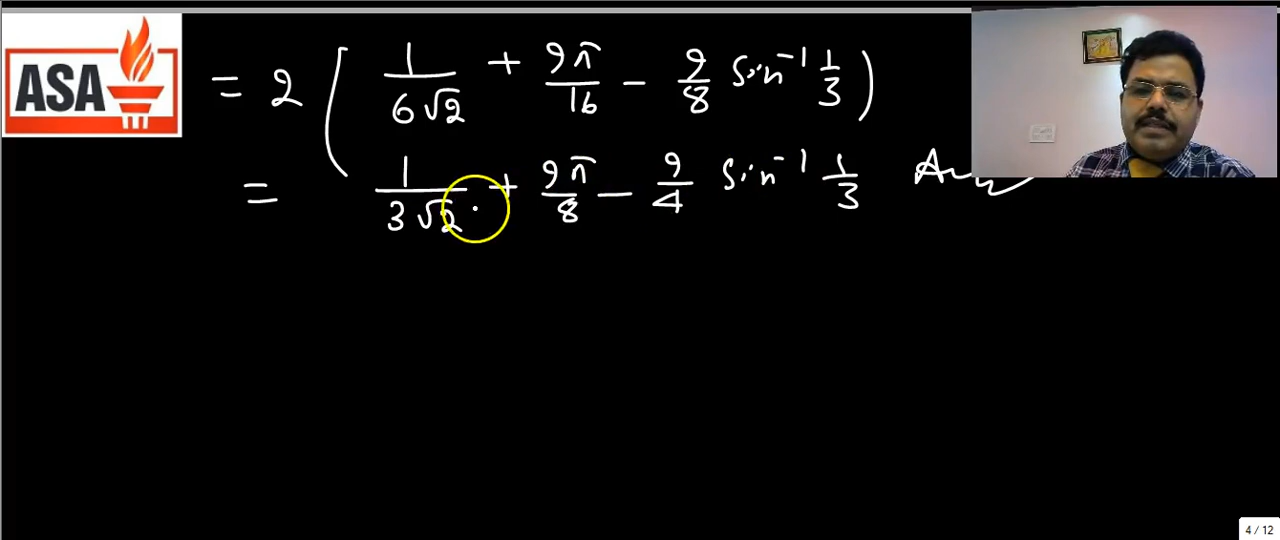 ASA
= 2 ( 1/6√2 + 9π/16 - 9/8 Sin⁻¹ 1/3 )
= 1/3√2 + 9π/8 - 9/4 Sin⁻¹ 1/3 Ans
4 / 12